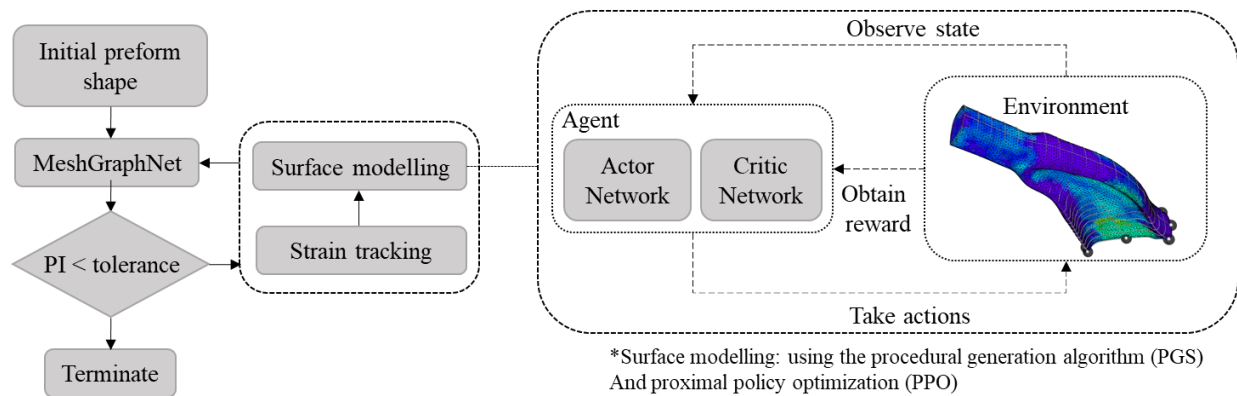 Initial preform
shape
MeshGraphNet
PI < tolerance
Terminate
Surface modelling
Strain tracking
Observe state
Agent
Actor
Network
Critic
Network
Environment
Obtain
reward
Take actions
*Surface modelling: using the procedural generation algorithm (PGS)
And proximal policy optimization (PPO)